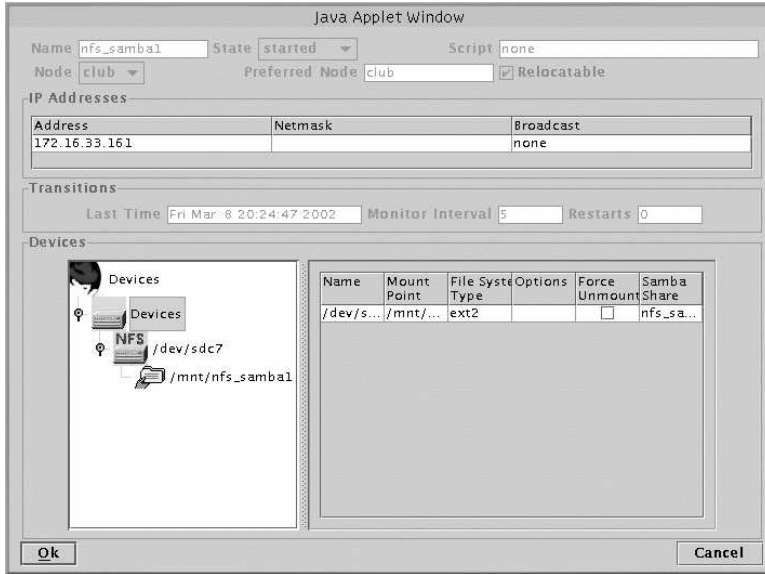 Java Applet Window
Name nfs_samba1 State started Script none
Node club Preferred Node club Relocatable
IP Addresses
Address Netmask Broadcast
172.16.33.161 none
Transitions
Last Time Fri Mar 8 20:24:47 2002 Monitor Interval 5 Restarts 0
Devices
Devices
Devices
NFS /dev/sdc7
/mnt/nfs_samba1
Name Mount Point File Syste Type Options Force Unmount Samba Share
/dev/s... /mnt/... ext2 nfs_sa...
Ok Cancel